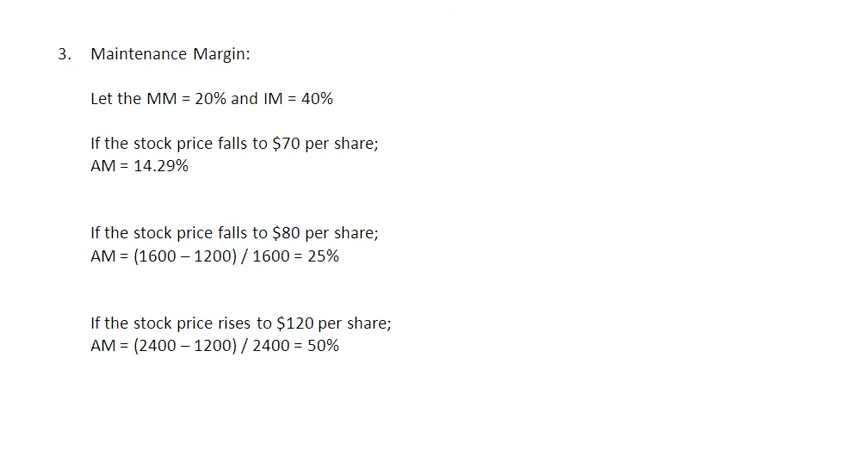 3. Maintenance Margin:
Let the MM = 20% and IM = 40%
If the stock price falls to $70 per share;
AM = 14.29%
If the stock price falls to $80 per share;
AM = (1600 – 1200) / 1600 = 25%
If the stock price rises to $120 per share;
AM = (2400 – 1200) / 2400 = 50%